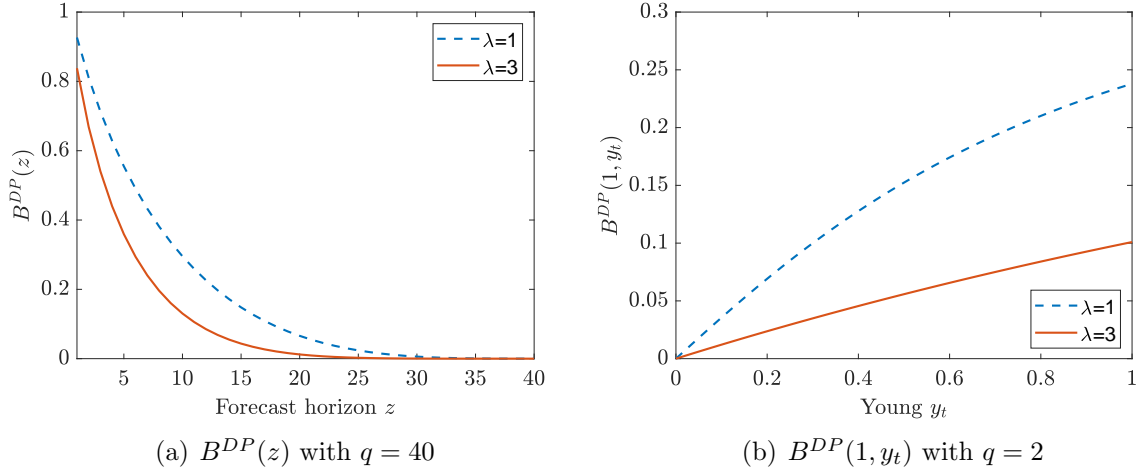 1
0.8
0.6
0.4
0.2
0
B^{DP}(z)
5 10 15 20 25 30 35 40
Forecast horizon z
λ=1
λ=3
(a) B^{DP}(z) with q = 40
0.3
0.25
0.2
0.15
0.1
0.05
0
B^{DP}(1, y_t)
0 0.2 0.4 0.6 0.8 1
Young y_t
λ=1
λ=3
(b) B^{DP}(1, y_t) with q = 2